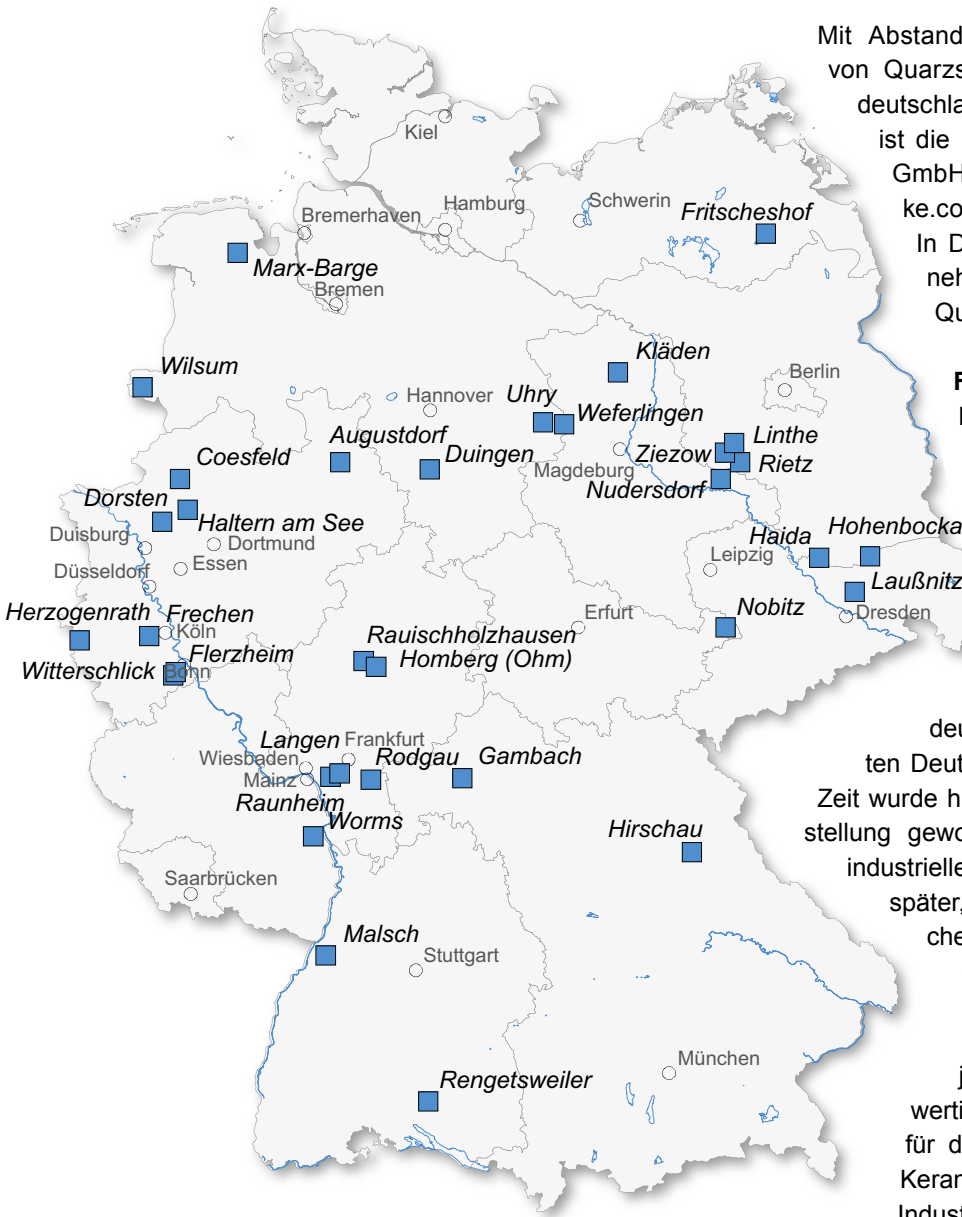 Mit Abstand
von Quarzs
deutschla
ist die
GmbH
ke.co
In D
neh
Qu
F
deu
ten Deut
Zeit wurde h
stellung gewo
industrielle
später,
che
j
werti
für d
Keran
Indust
Kiel
Hamburg
Schwerin
Bremerhaven
Fritscheshof
Marx-Barge
Bremen
Kläden
Wilsum
Berlin
Hannover
Uhry
Weferlingen
Augustdorf
Duingen
Linthe
Coesfeld
Magdeburg
Ziezow
Rietz
Nudersdorf
Dorsten
Haltern am See
Hohenbocka
Duisburg
Dortmund
Haida
Essen
Leipzig
Düsseldorf
Laußnitz
Herzogenrath
Frechen
Nobitz
Erfurt
Dresden
Köln
Rauischholzhausen
Flerzheim
Homberg (Ohm)
Witterschlick
Bonn
Langen
Frankfurt
Wiesbaden
Rodgau
Gambach
Mainz
Raunheim
Worms
Hirschau
Saarbrücken
Malsch
Stuttgart
München
Rengetsweiler